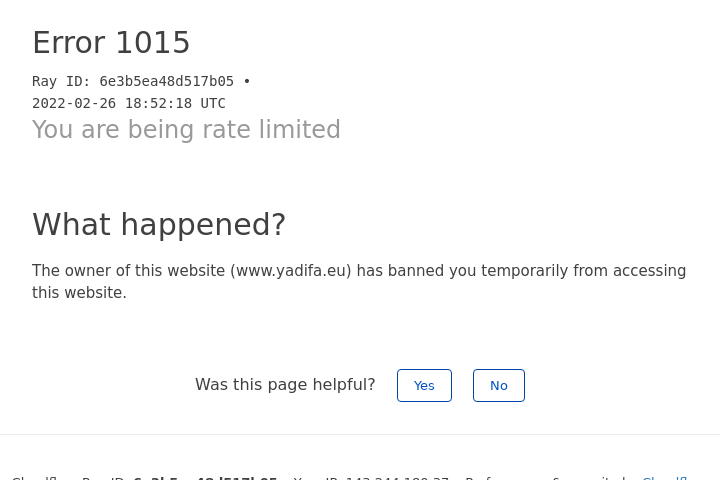 Error 1015
Ray ID: 6e3b5ea48d517b05 •
2022-02-26 18:52:18 UTC
You are being rate limited
What happened?
The owner of this website (www.yadifa.eu) has banned you temporarily from accessing
this website.
Was this page helpful?
Yes
No